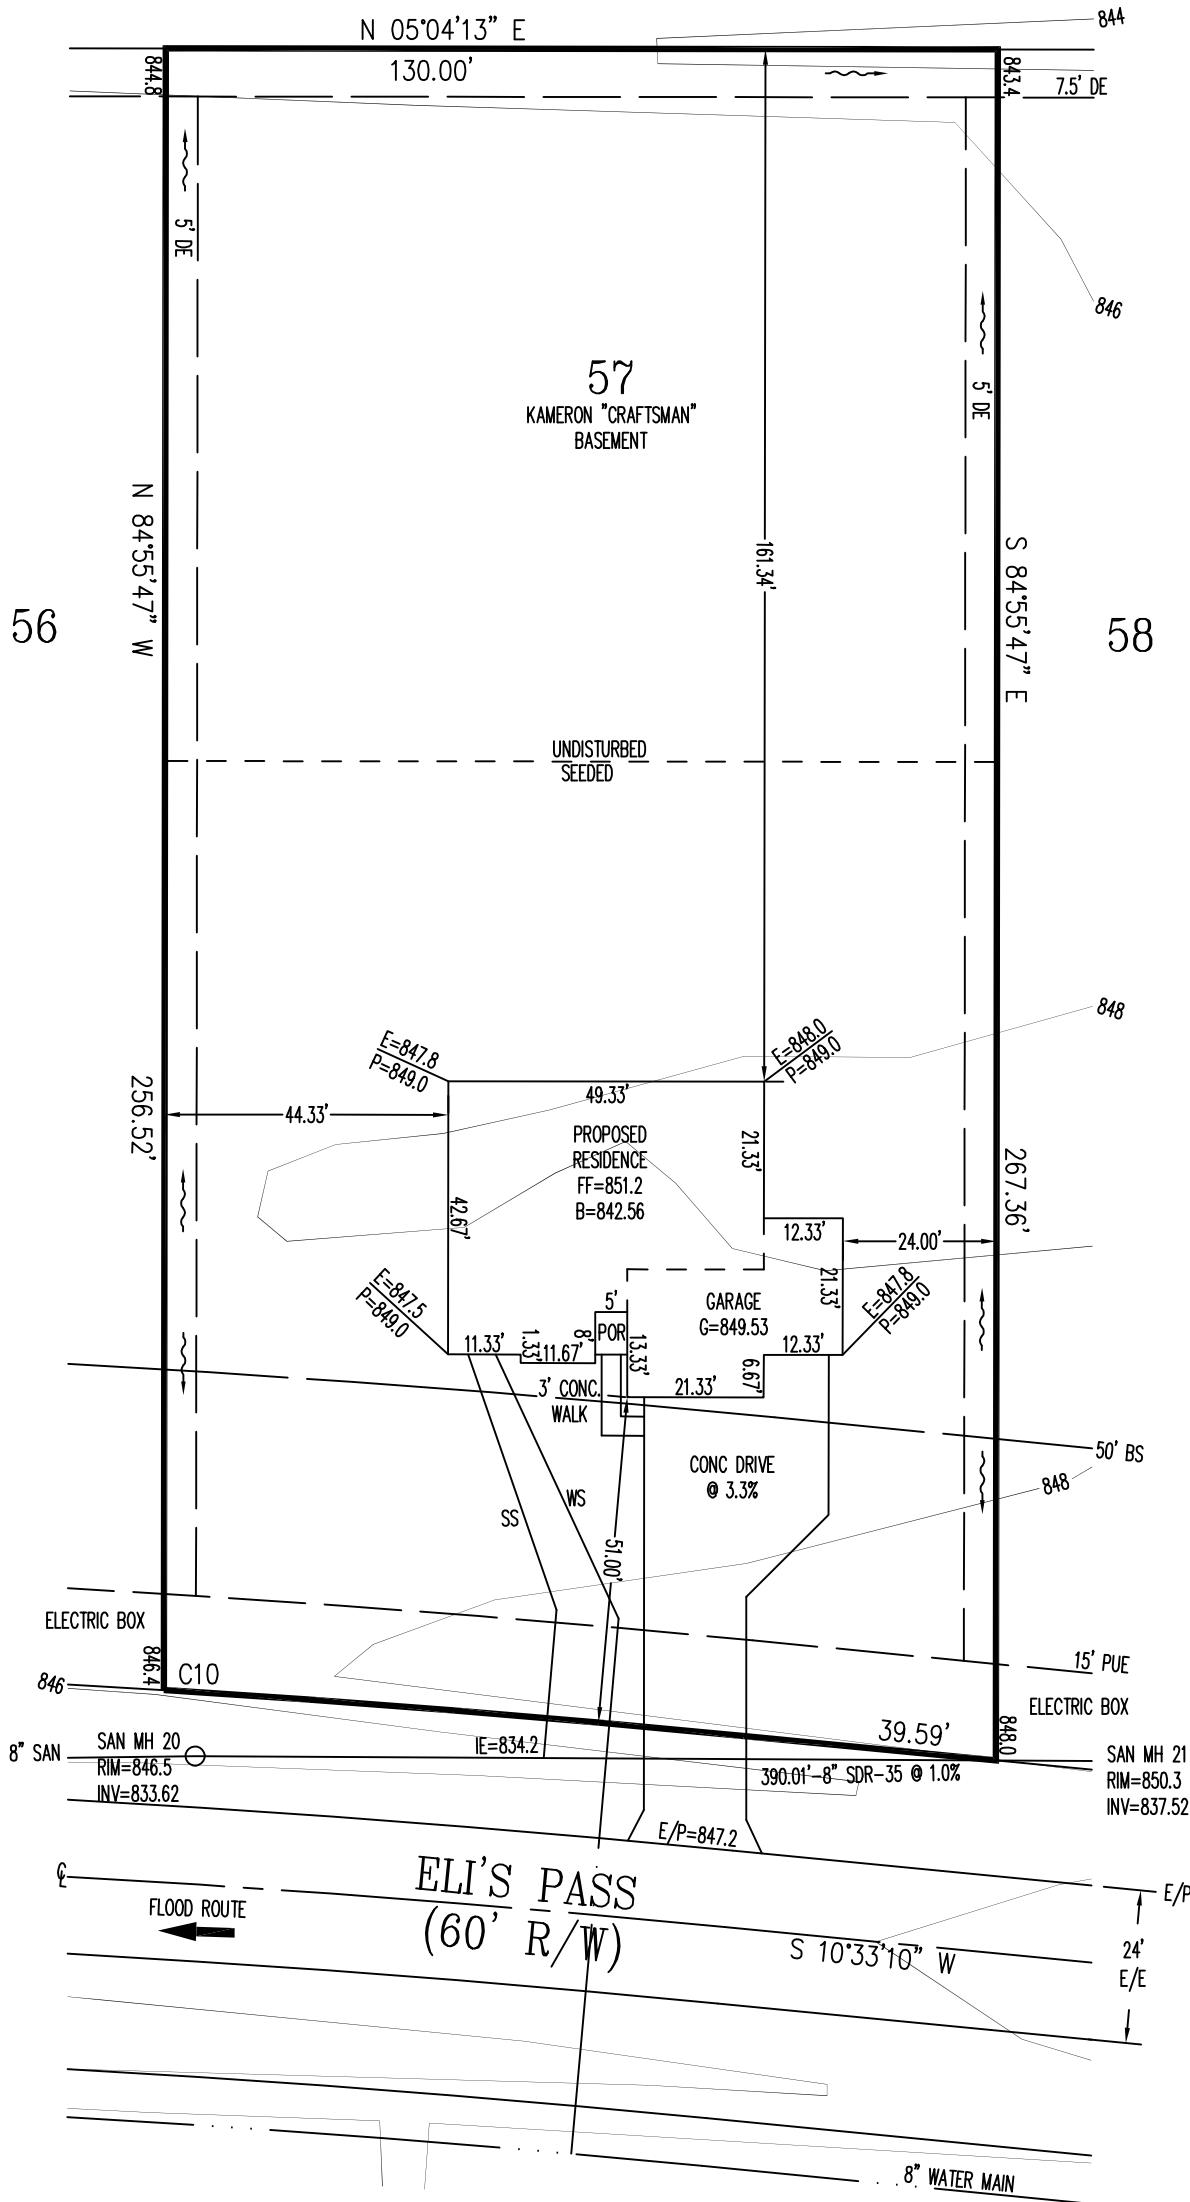 N 05°04'13" E
844
130.00'
844.8
843.4
7.5' DE
5' DE
846
57
KAMERON "CRAFTSMAN"
BASEMENT
5' DE
N 84°55'47" W
S 84°55'47" E
161.34'
56
58
UNDISTURBED
SEEDED
848
E=847.8
P=849.0
E=848.0
P=849.0
49.33'
44.33'
256.52'
267.36'
PROPOSED
RESIDENCE
FF=851.2
B=842.56
21.33'
42.67'
12.33'
24.00'
21.33'
E=847.5
P=849.0
E=847.8
P=849.0
5'
POR
8'
GARAGE
G=849.53
11.33'
1.33'
11.67'
13.33'
12.33'
6.67'
21.33'
3' CONC.
WALK
50' BS
CONC DRIVE
@ 3.3%
848
SS
WS
51.00'
ELECTRIC BOX
15' PUE
846.4
C10
846
ELECTRIC BOX
39.59'
848.0
8" SAN
SAN MH 20
RIM=846.5
INV=833.62
IE=834.2
390.01'-8" SDR-35 @ 1.0%
SAN MH 21
RIM=850.3
INV=837.52
E/P=847.2
℄
ELI'S PASS
(60' R/W)
FLOOD ROUTE
E/P
S 10°33'10" W
24'
E/E
8" WATER MAIN